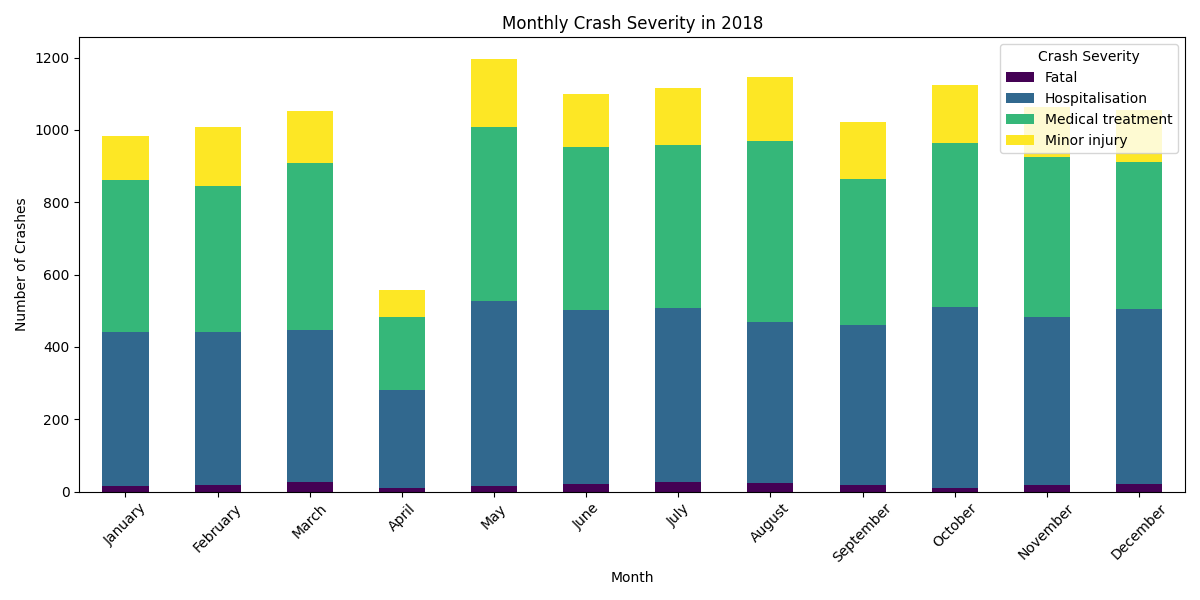 Monthly Crash Severity in 2018
Number of Crashes
1200
1000
800
600
400
200
0
Crash Severity
Fatal
Hospitalisation
Medical treatment
Minor injury
January
February
March
April
May
June
July
August
September
October
November
December
Month